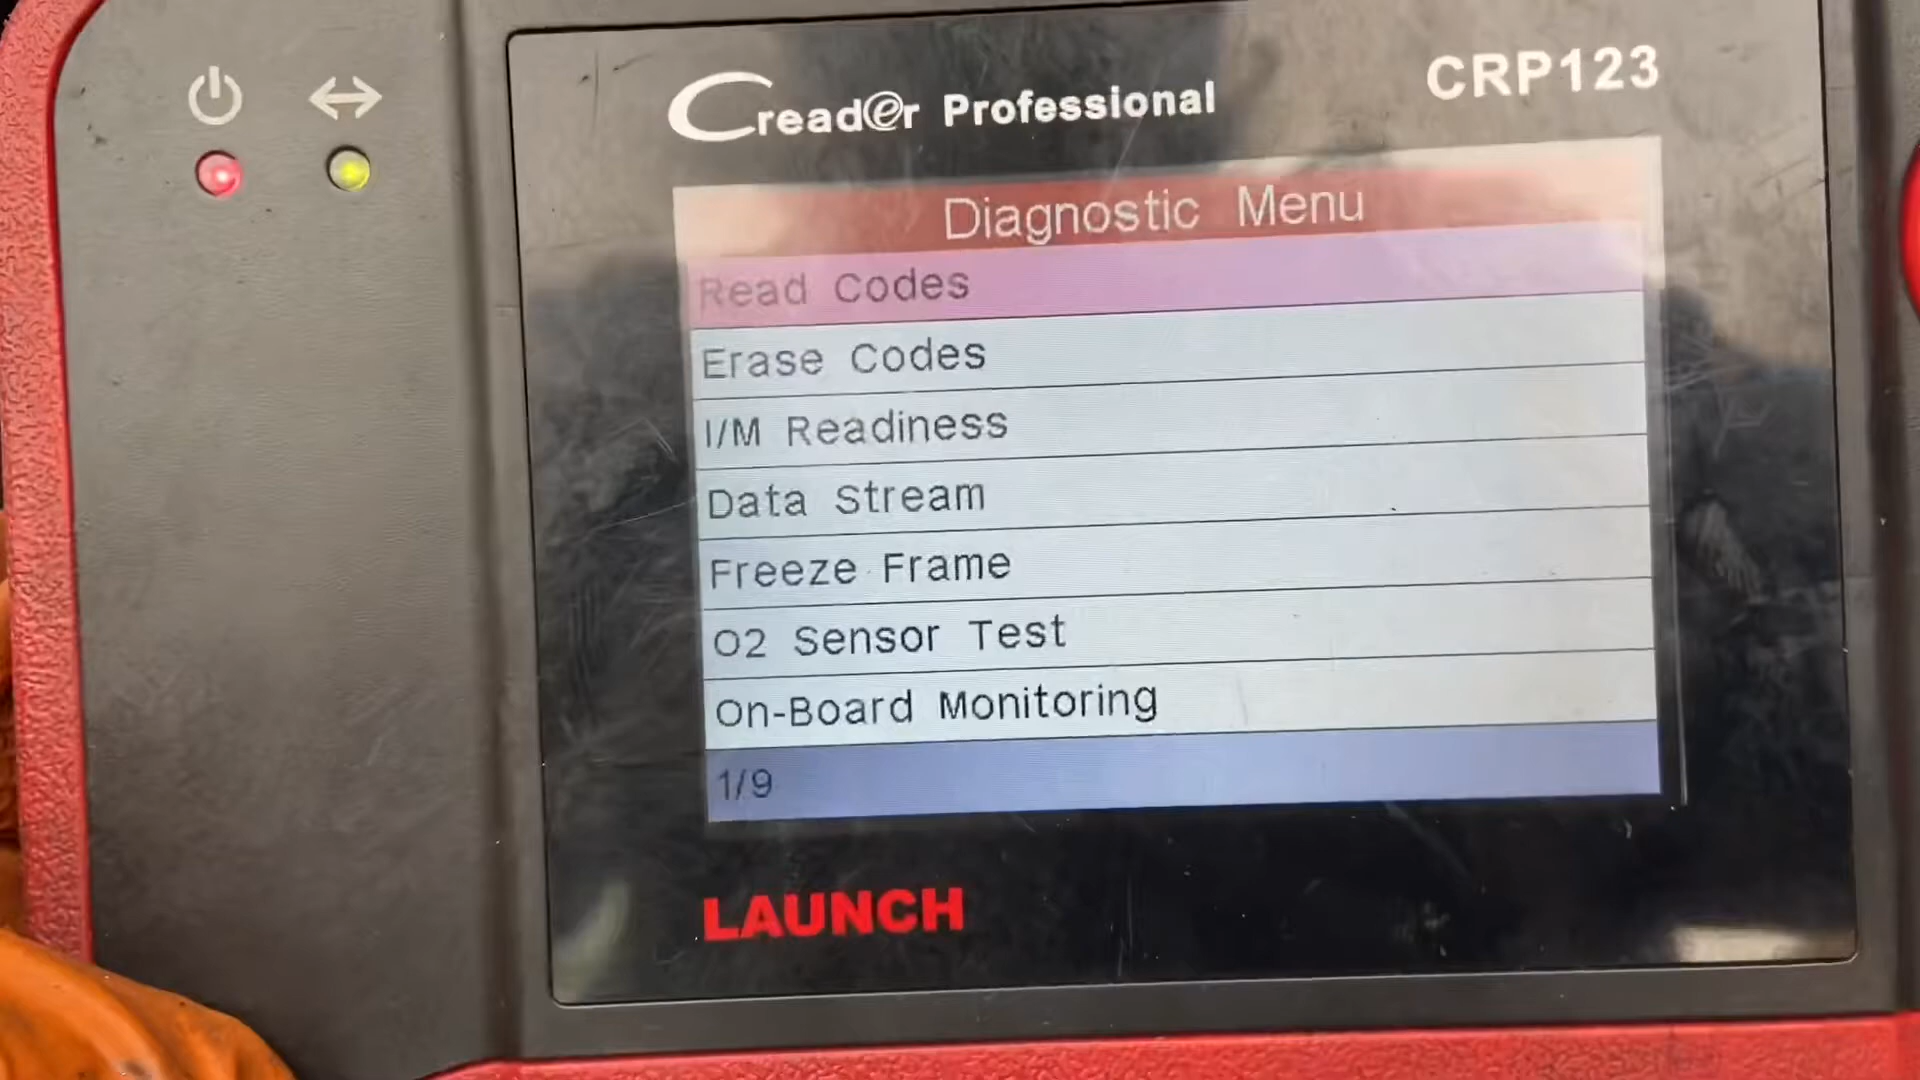 Creader Professional
CRP123
Diagnostic Menu
Read Codes
Erase Codes
I/M Readiness
Data Stream
Freeze Frame
O2 Sensor Test
On-Board Monitoring
1/9
LAUNCH